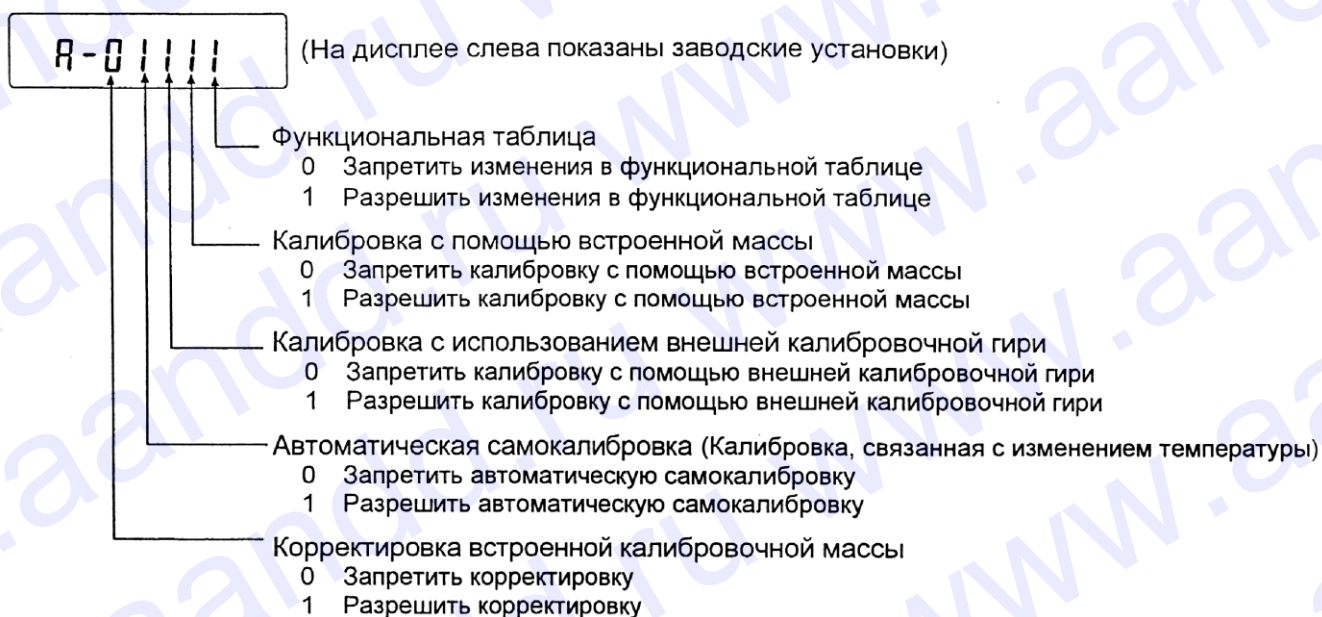 A-01111 (На дисплее слева показаны заводские установки)
Функциональная таблица
0 Запретить изменения в функциональной таблице
1 Разрешить изменения в функциональной таблице
Калибровка с помощью встроенной массы
0 Запретить калибровку с помощью встроенной массы
1 Разрешить калибровку с помощью встроенной массы
Калибровка с использованием внешней калибровочной гири
0 Запретить калибровку с помощью внешней калибровочной гири
1 Разрешить калибровку с помощью внешней калибровочной гири
Автоматическая самокалибровка (Калибровка, связанная с изменением температуры)
0 Запретить автоматическую самокалибровку
1 Разрешить автоматическую самокалибровку
Корректировка встроенной калибровочной массы
0 Запретить корректировку
1 Разрешить корректировку
www.aandd.ru